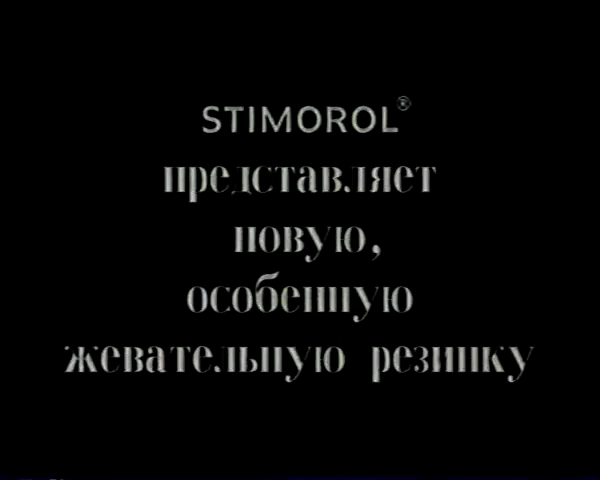 STIMOROL®
представляет
новую,
особенную
жевательную резинку